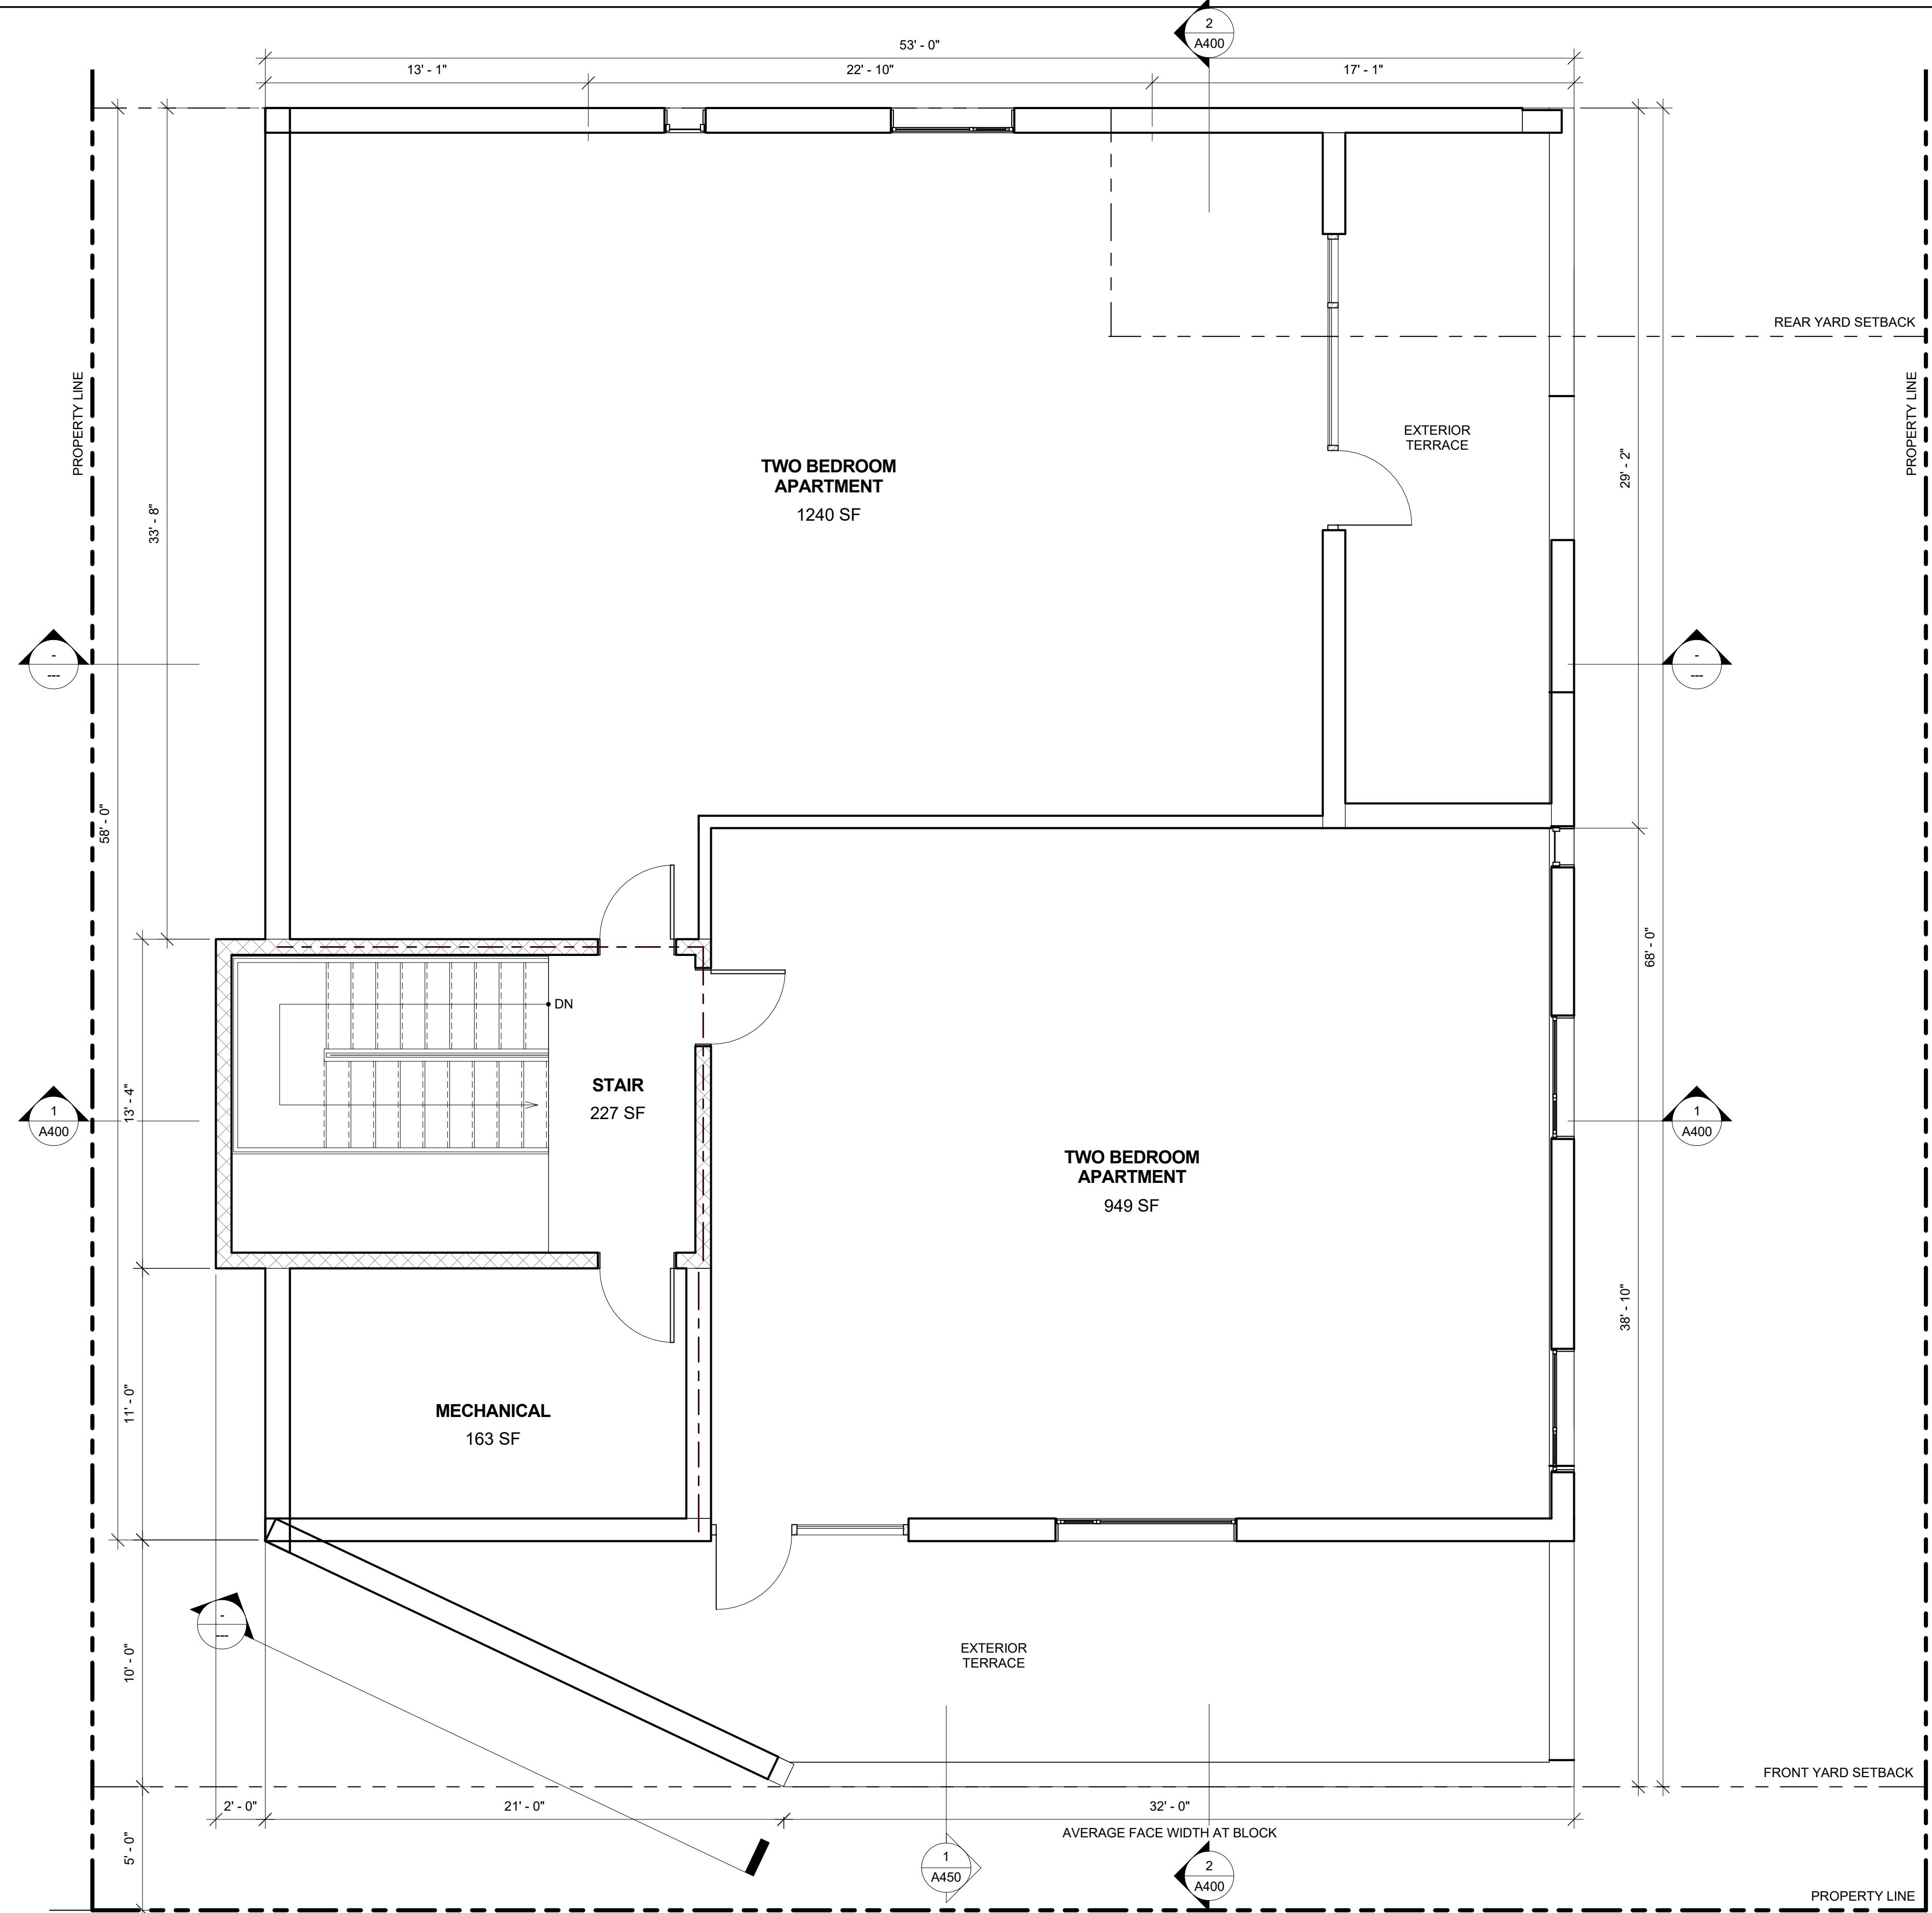 2
A400
53' - 0"
13' - 1"
22' - 10"
17' - 1"
REAR YARD SETBACK
PROPERTY LINE
PROPERTY LINE
EXTERIOR
TERRACE
29' - 2"
TWO BEDROOM
APARTMENT
1240 SF
33' - 8"
-
---
-
---
58' - 0"
68' - 0"
DN
STAIR
227 SF
13' - 4"
1
A400
1
A400
TWO BEDROOM
APARTMENT
949 SF
38' - 10"
11' - 0"
MECHANICAL
163 SF
-
---
10' - 0"
EXTERIOR
TERRACE
FRONT YARD SETBACK
2' - 0"
21' - 0"
32' - 0"
AVERAGE FACE WIDTH AT BLOCK
5' - 0"
1
A450
2
A400
PROPERTY LINE